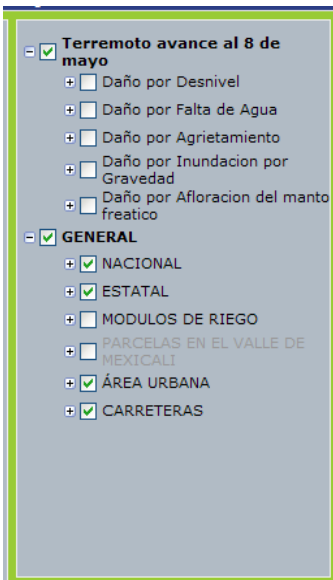 Terremoto avance al 8 de
mayo
Daño por Desnivel
Daño por Falta de Agua
Daño por Agrietamiento
Daño por Inundacion por
Gravedad
Daño por Afloracion del manto
freatico
GENERAL
NACIONAL
ESTATAL
MODULOS DE RIEGO
PARCELAS EN EL VALLE DE
MEXICALI
ÁREA URBANA
CARRETERAS